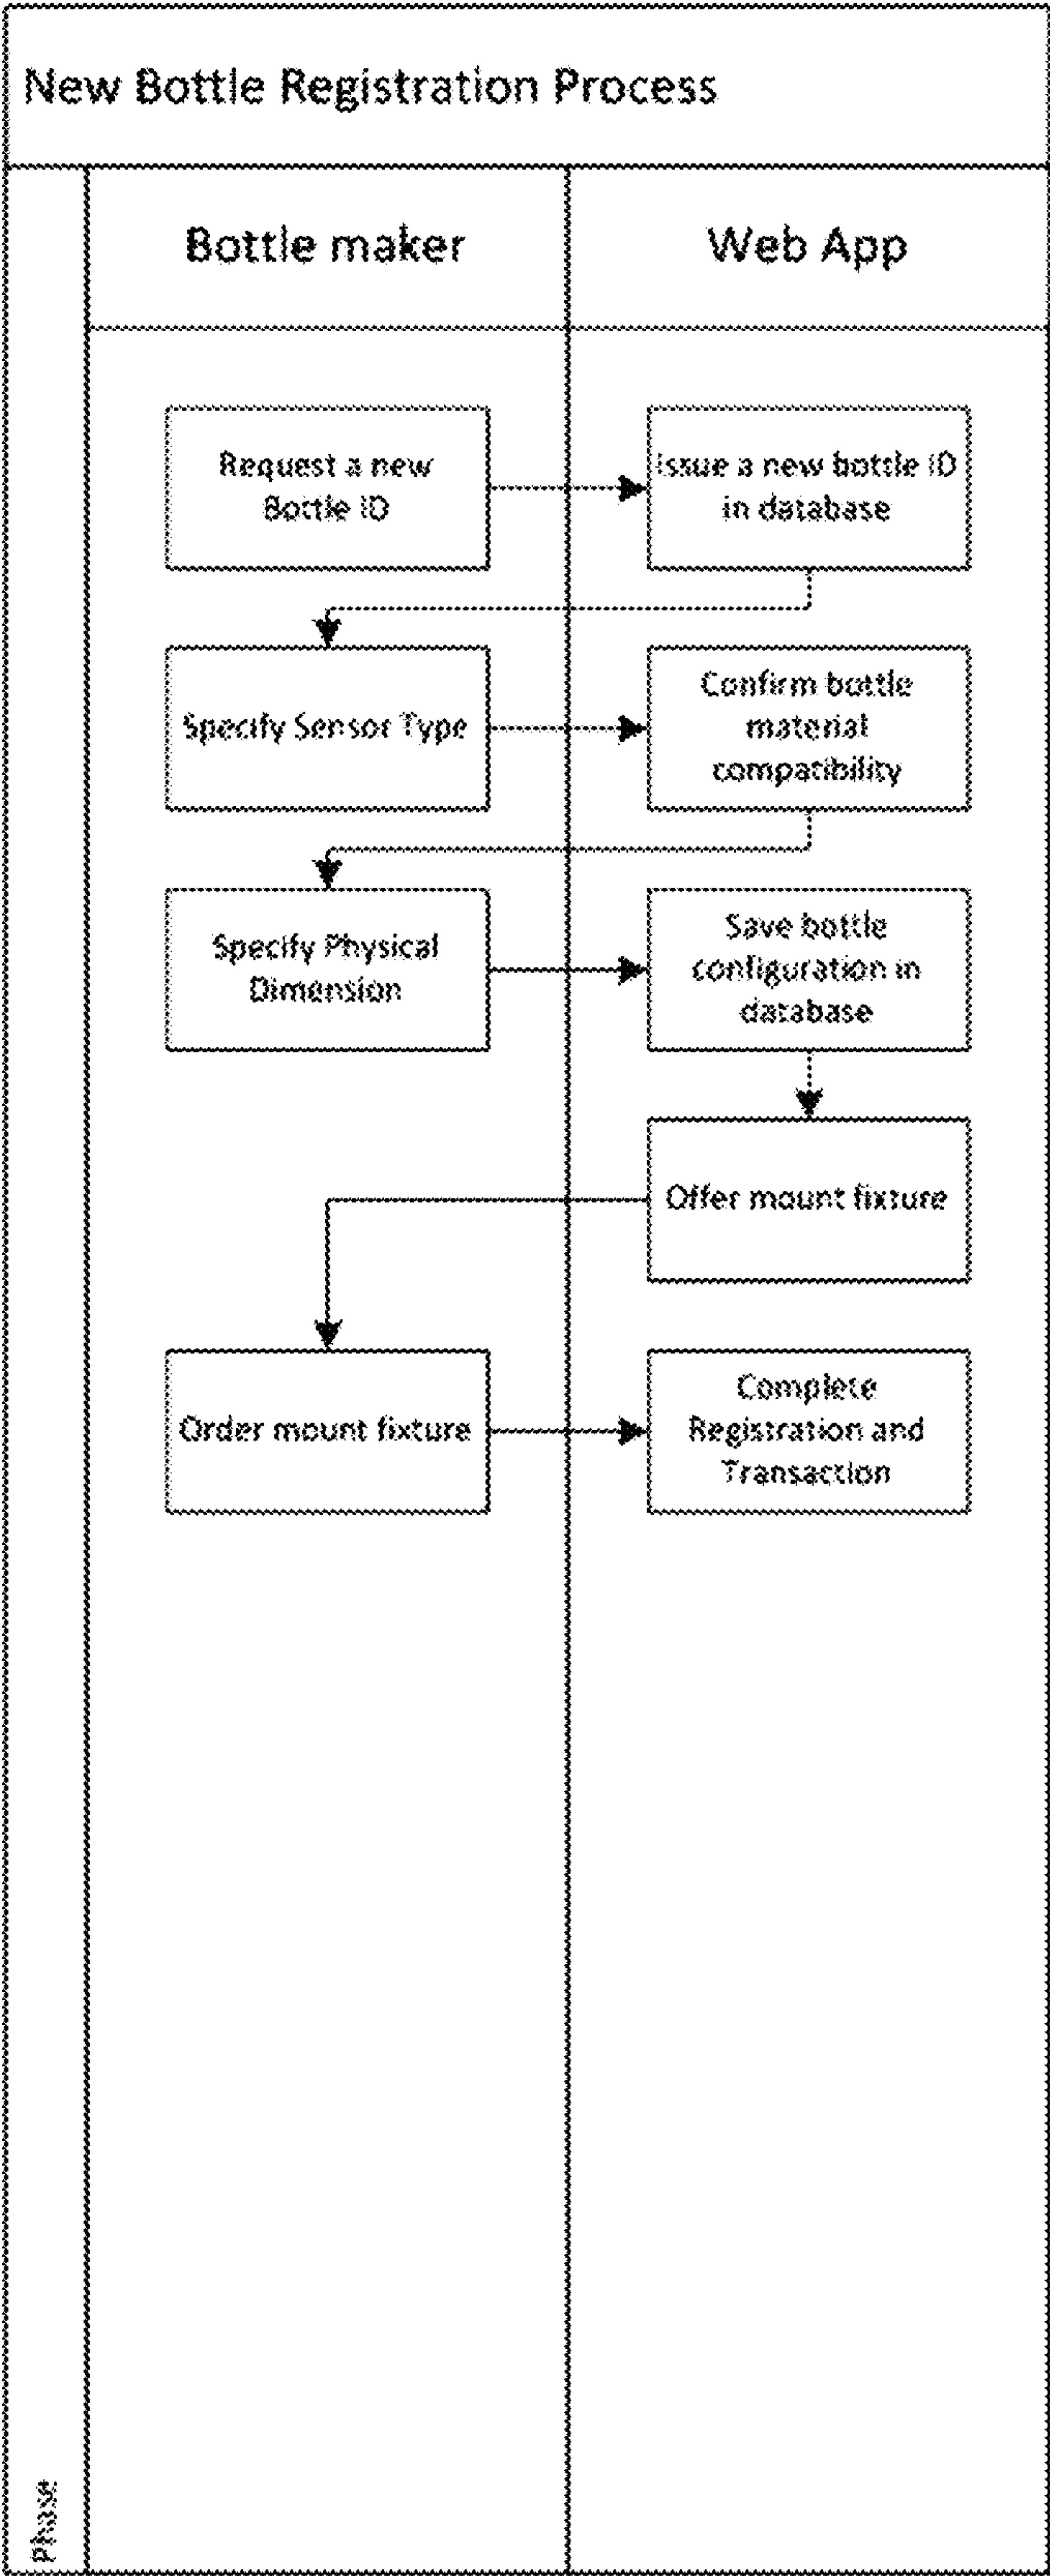 New Bottle Registration Process
Bottle maker
Web App
Request a new
Bottle ID
Issue a new bottle ID
in database
Specify Sensor Type
Confirm bottle
material
compatibility
Specify Physical
Dimension
Save bottle
configuration in
database
Offer mount fixture
Order mount fixture
Complete
Registration and
Transaction
Phase